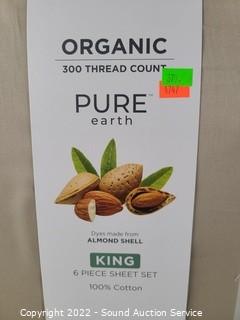 ORGANIC
300 THREAD COUNT
PURE™
earth
Dyes made from
ALMOND SHELL
KING
6 PIECE SHEET SET
100% Cotton
Copyright 2022 - Sound Auction Service